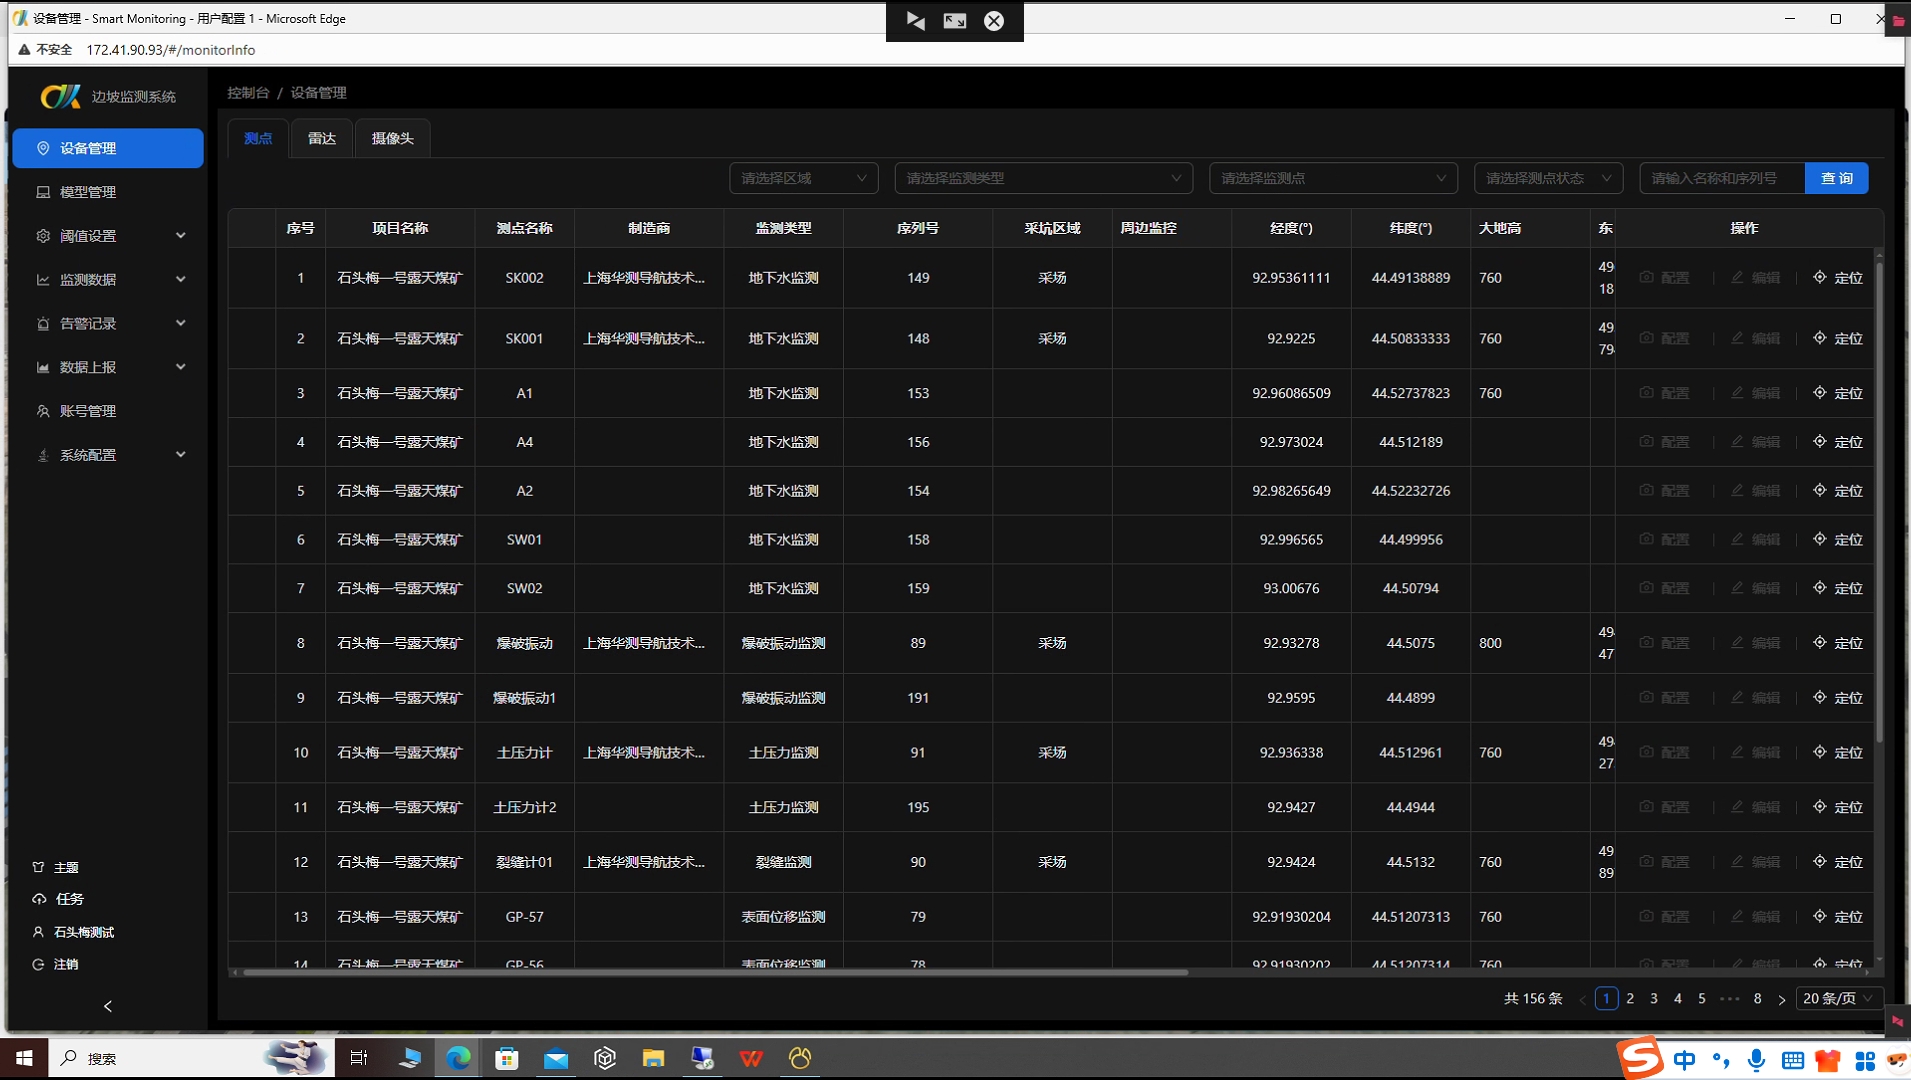 设备管理 - Smart Monitoring - 用户配置 1 - Microsoft Edge
不安全 172.41.90.93/#/monitorInfo
边坡监测系统
控制台 / 设备管理
设备管理
模型管理
阈值设置
监测数据
告警记录
数据上报
账号管理
系统配置
主题
任务
石头梅测试
注销
测点 雷达 摄像头
请选择区域 请选择监测类型 请选择监测点 请选择测点状态 请输入名称和序列号 查 询
序号 项目名称 测点名称 制造商 监测类型 序列号 采坑区域 周边监控 经度(°) 纬度(°) 大地高 东 操作
1 石头梅一号露天煤矿 SK002 上海华测导航技术... 地下水监测 149 采场 92.95361111 44.49138889 760 49 18 配置 编辑 定位
2 石头梅一号露天煤矿 SK001 上海华测导航技术... 地下水监测 148 采场 92.9225 44.50833333 760 49 79 配置 编辑 定位
3 石头梅一号露天煤矿 A1 地下水监测 153 92.96086509 44.52737823 760 配置 编辑 定位
4 石头梅一号露天煤矿 A4 地下水监测 156 92.973024 44.512189 配置 编辑 定位
5 石头梅一号露天煤矿 A2 地下水监测 154 92.98265649 44.52232726 配置 编辑 定位
6 石头梅一号露天煤矿 SW01 地下水监测 158 92.996565 44.499956 配置 编辑 定位
7 石头梅一号露天煤矿 SW02 地下水监测 159 93.00676 44.50794 配置 编辑 定位
8 石头梅一号露天煤矿 爆破振动 上海华测导航技术... 爆破振动监测 89 采场 92.93278 44.5075 800 49 47 配置 编辑 定位
9 石头梅一号露天煤矿 爆破振动1 爆破振动监测 191 92.9595 44.4899 配置 编辑 定位
10 石头梅一号露天煤矿 土压力计 上海华测导航技术... 土压力监测 91 采场 92.936338 44.512961 760 49 27 配置 编辑 定位
11 石头梅一号露天煤矿 土压力计2 土压力监测 195 92.9427 44.4944 配置 编辑 定位
12 石头梅一号露天煤矿 裂缝计01 上海华测导航技术... 裂缝监测 90 采场 92.9424 44.5132 760 49 89 配置 编辑 定位
13 石头梅一号露天煤矿 GP-57 表面位移监测 79 92.91930204 44.51207313 760 配置 编辑 定位
14 石头梅一号露天煤矿 GP-56 表面位移监测 78 92.91930202 44.51207314 760 配置 编辑 定位
共 156 条 1 2 3 4 5 ••• 8 20 条/页
搜索
中